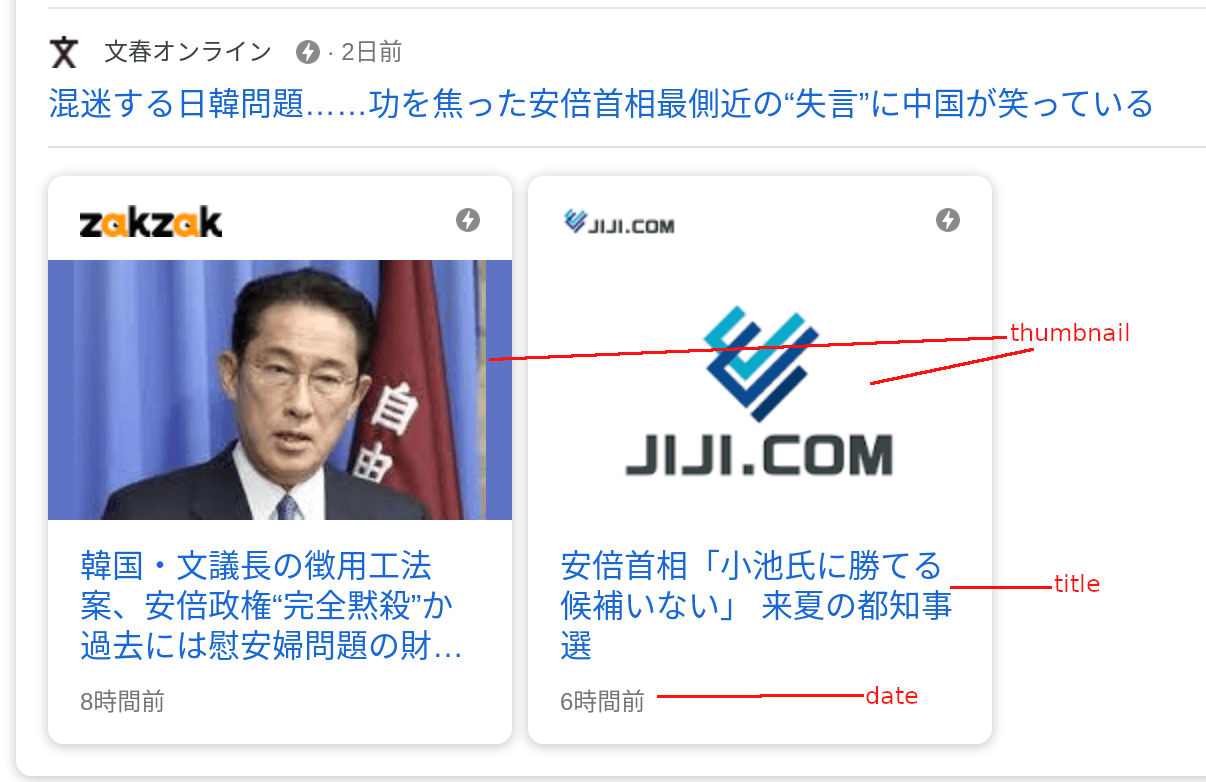 文春オンライン · 2日前
混迷する日韓問題……功を焦った安倍首相最側近の“失言”に中国が笑っている
zakzak
自由
韓国・文議長の徴用工法
案、安倍政権“完全黙殺”か
過去には慰安婦問題の財…
8時間前
JIJI.COM
JIJI.COM
安倍首相「小池氏に勝てる
候補いない」 来夏の都知事
選
6時間前
thumbnail
title
date